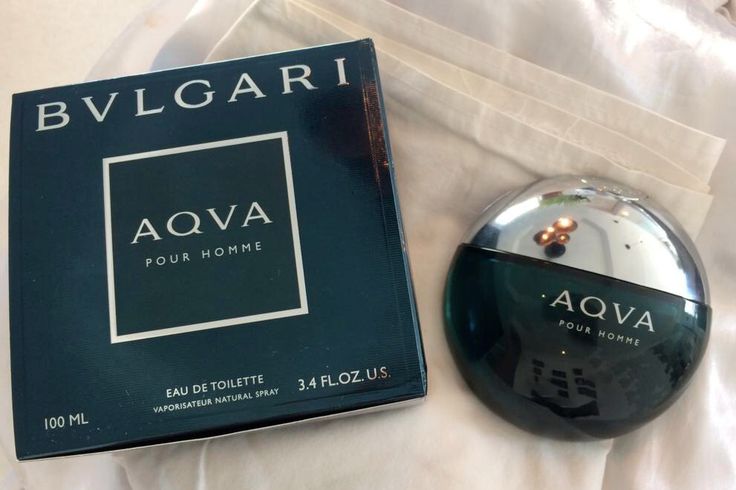 BVLGARI
AQVA
POUR HOMME
EAU DE TOILETTE
VAPORISATEUR NATURAL SPRAY
100 ML
3.4 FL.OZ. U.S.
AQVA
POUR HOMME